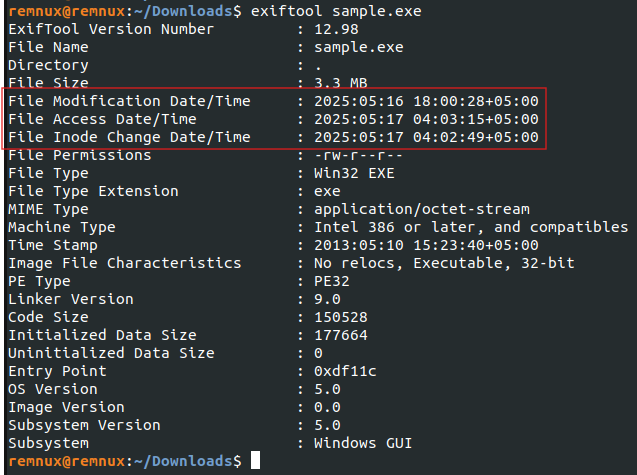 remnux@remnux:~/Downloads$ exiftool sample.exe
ExifTool Version Number         : 12.98
File Name                       : sample.exe
Directory                       : .
File Size                       : 3.3 MB
File Modification Date/Time     : 2025:05:16 18:00:28+05:00
File Access Date/Time           : 2025:05:17 04:03:15+05:00
File Inode Change Date/Time     : 2025:05:17 04:02:49+05:00
File Permissions                : -rw-r--r--
File Type                       : Win32 EXE
File Type Extension             : exe
MIME Type                       : application/octet-stream
Machine Type                    : Intel 386 or later, and compatibles
Time Stamp                      : 2013:05:10 15:23:40+05:00
Image File Characteristics      : No relocs, Executable, 32-bit
PE Type                         : PE32
Linker Version                  : 9.0
Code Size                       : 150528
Initialized Data Size           : 177664
Uninitialized Data Size         : 0
Entry Point                     : 0xdf11c
OS Version                      : 5.0
Image Version                   : 0.0
Subsystem Version               : 5.0
Subsystem                       : Windows GUI
remnux@remnux:~/Downloads$